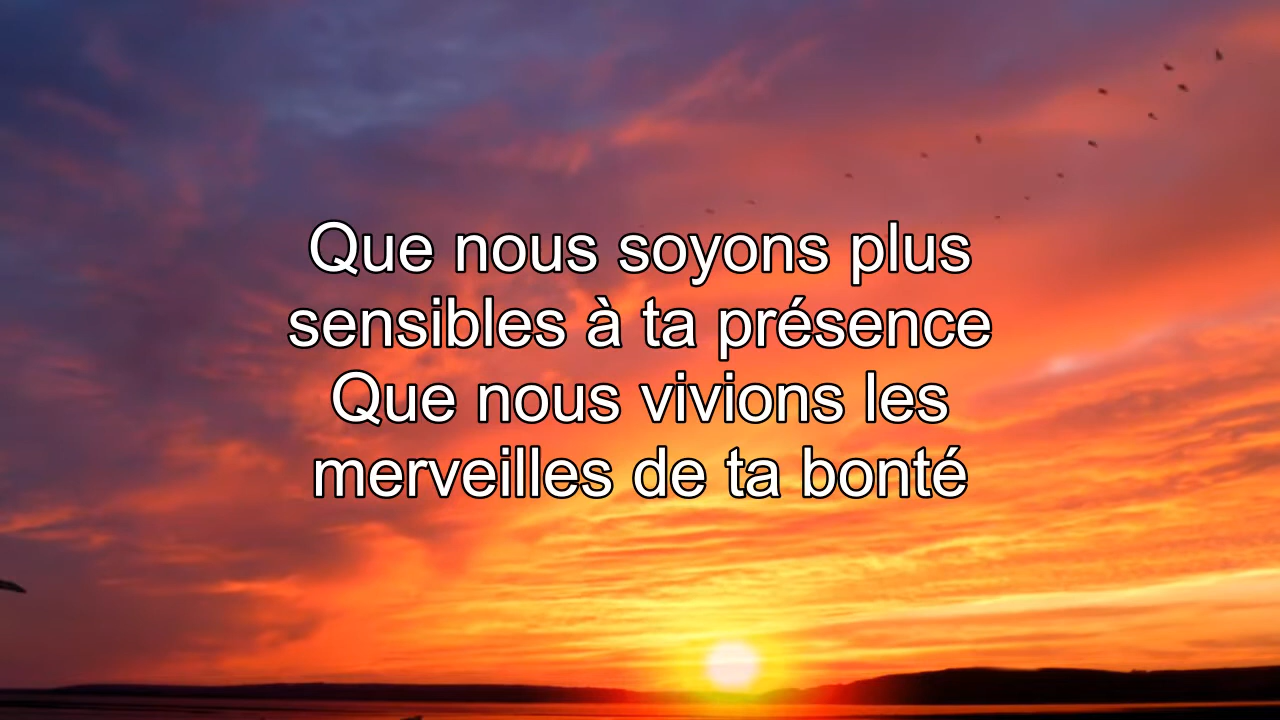 Que nous soyons plus
sensibles à ta présence
Que nous vivions les
merveilles de ta bonté